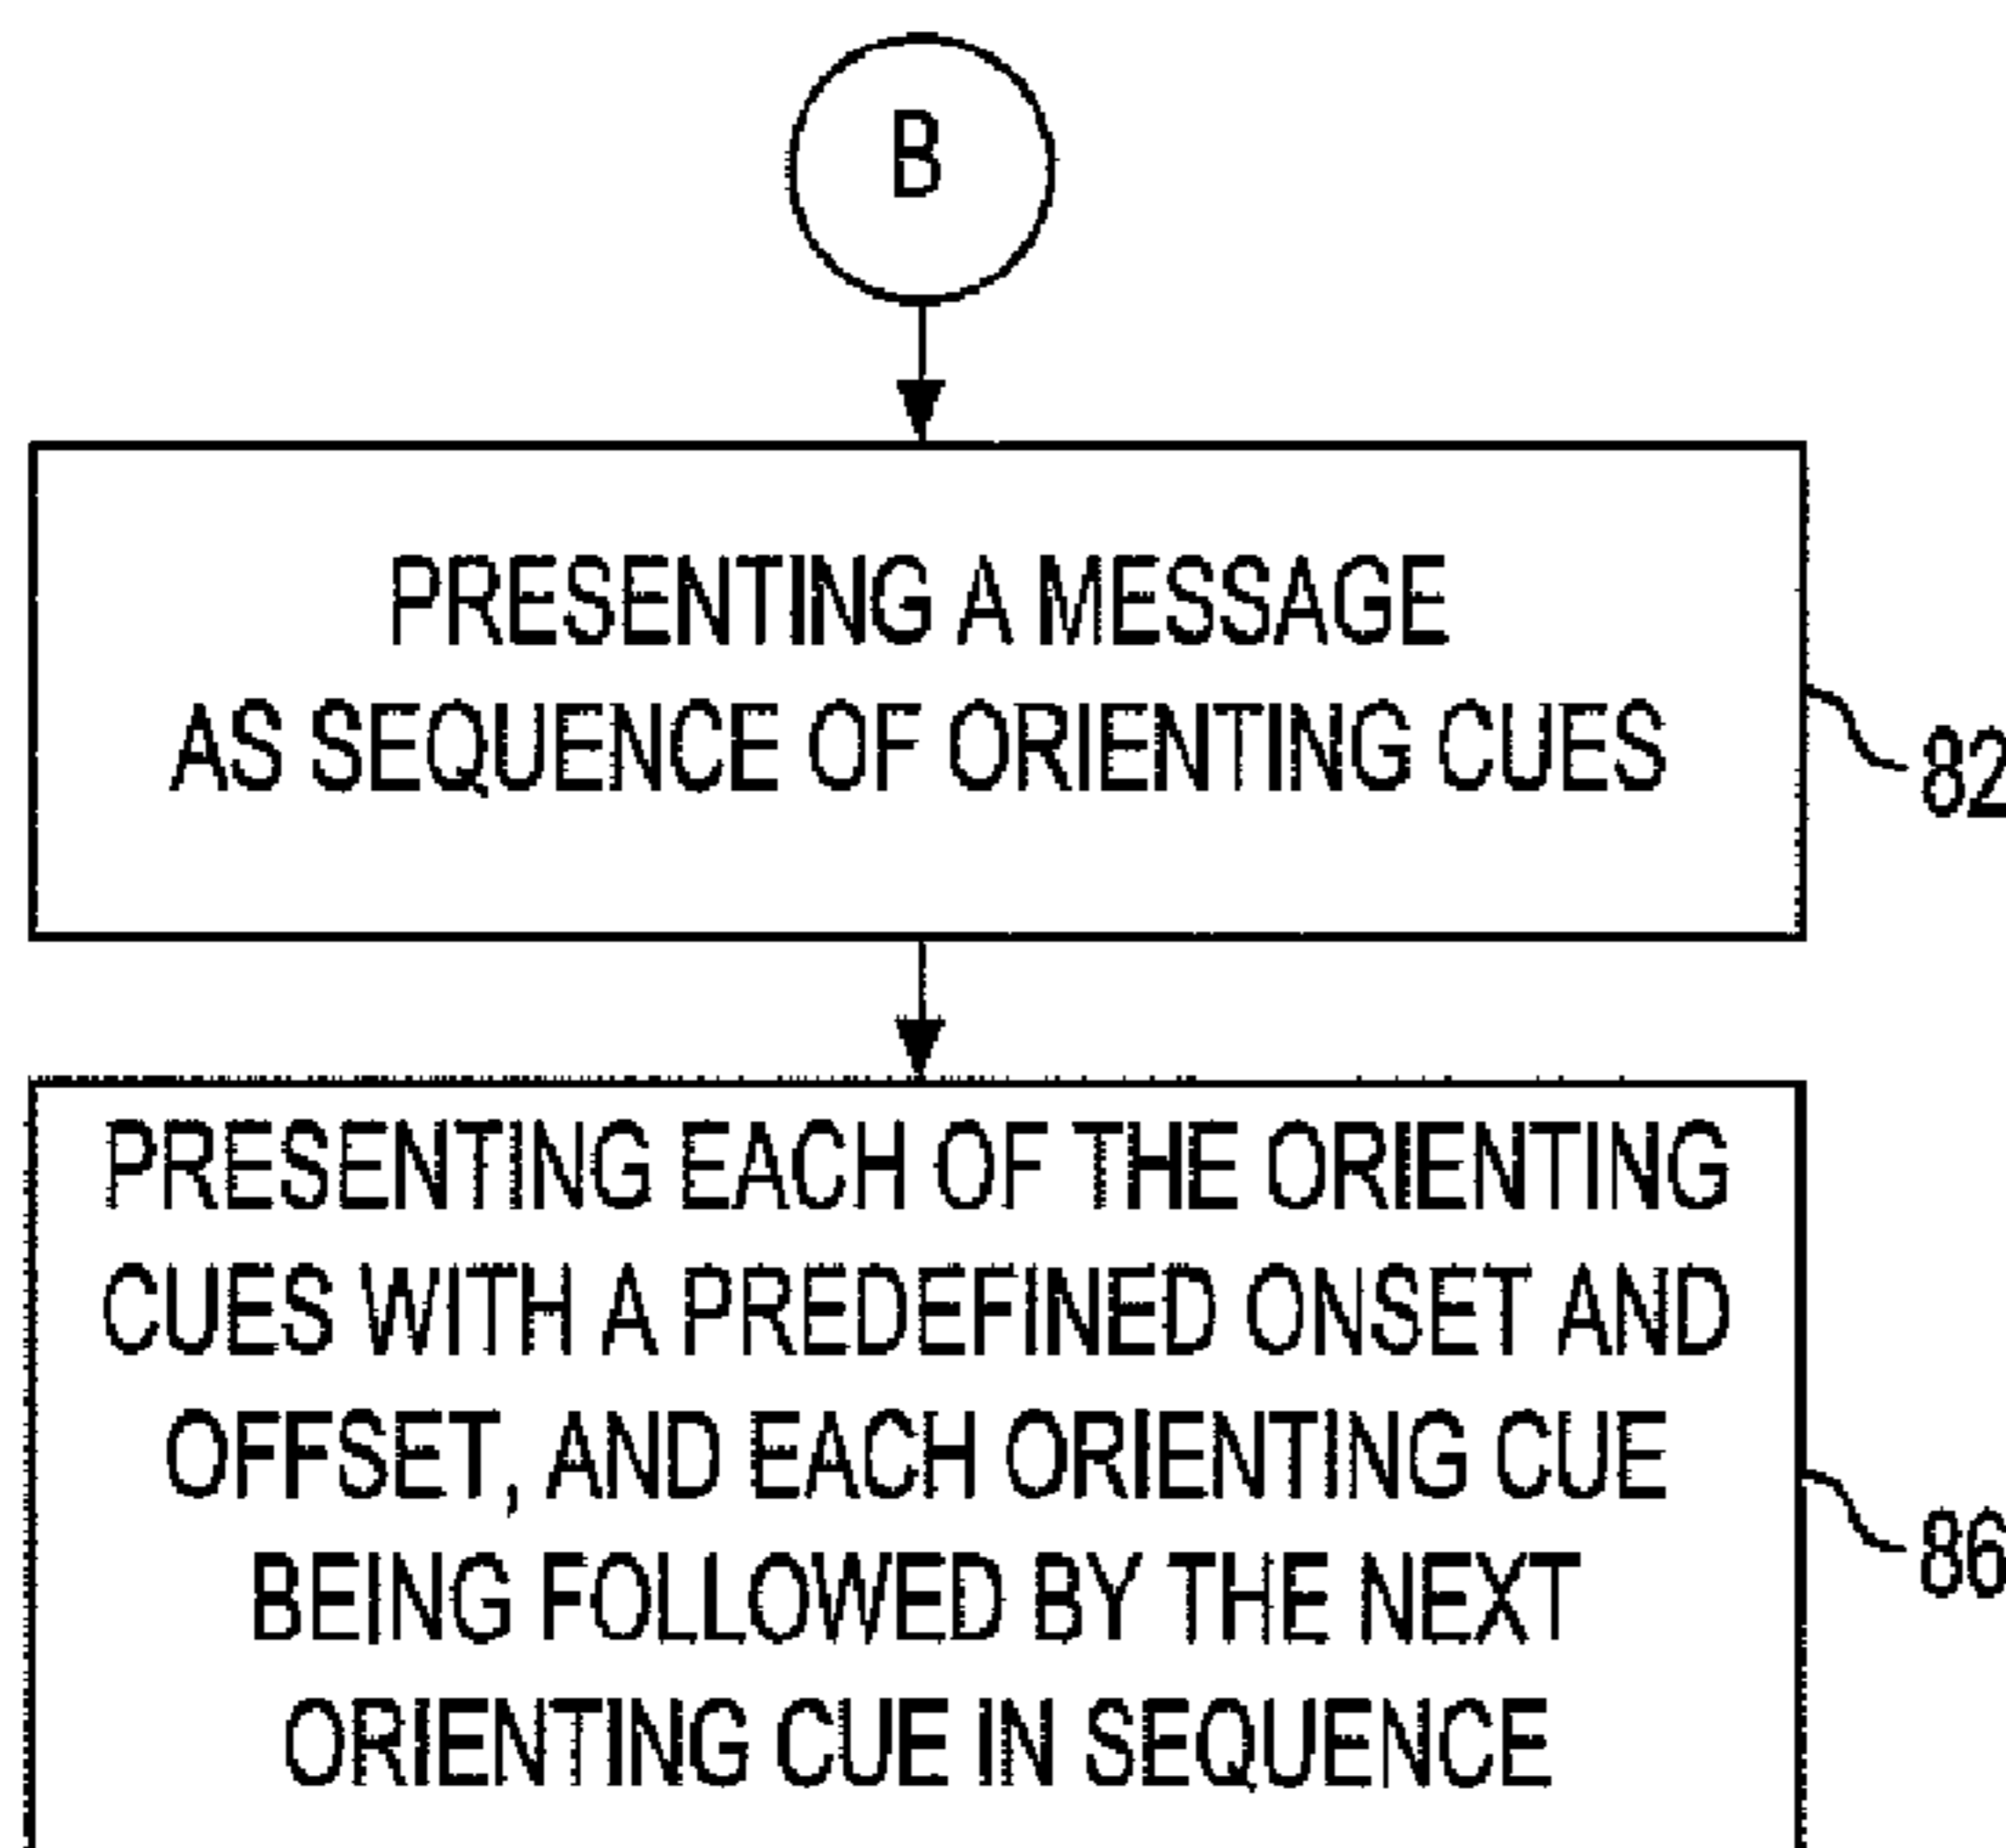 B
PRESENTING A MESSAGE
AS SEQUENCE OF ORIENTING CUES
82
PRESENTING EACH OF THE ORIENTING
CUES WITH A PREDEFINED ONSET AND
OFFSET, AND EACH ORIENTING CUE
BEING FOLLOWED BY THE NEXT
ORIENTING CUE IN SEQUENCE
86